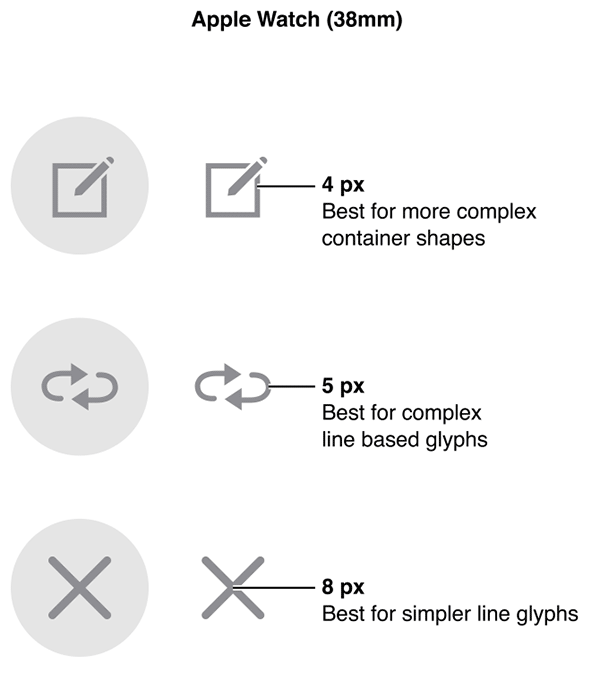 Apple Watch (38mm)
4 px
Best for more complex
container shapes
5 px
Best for complex
line based glyphs
8 px
Best for simpler line glyphs